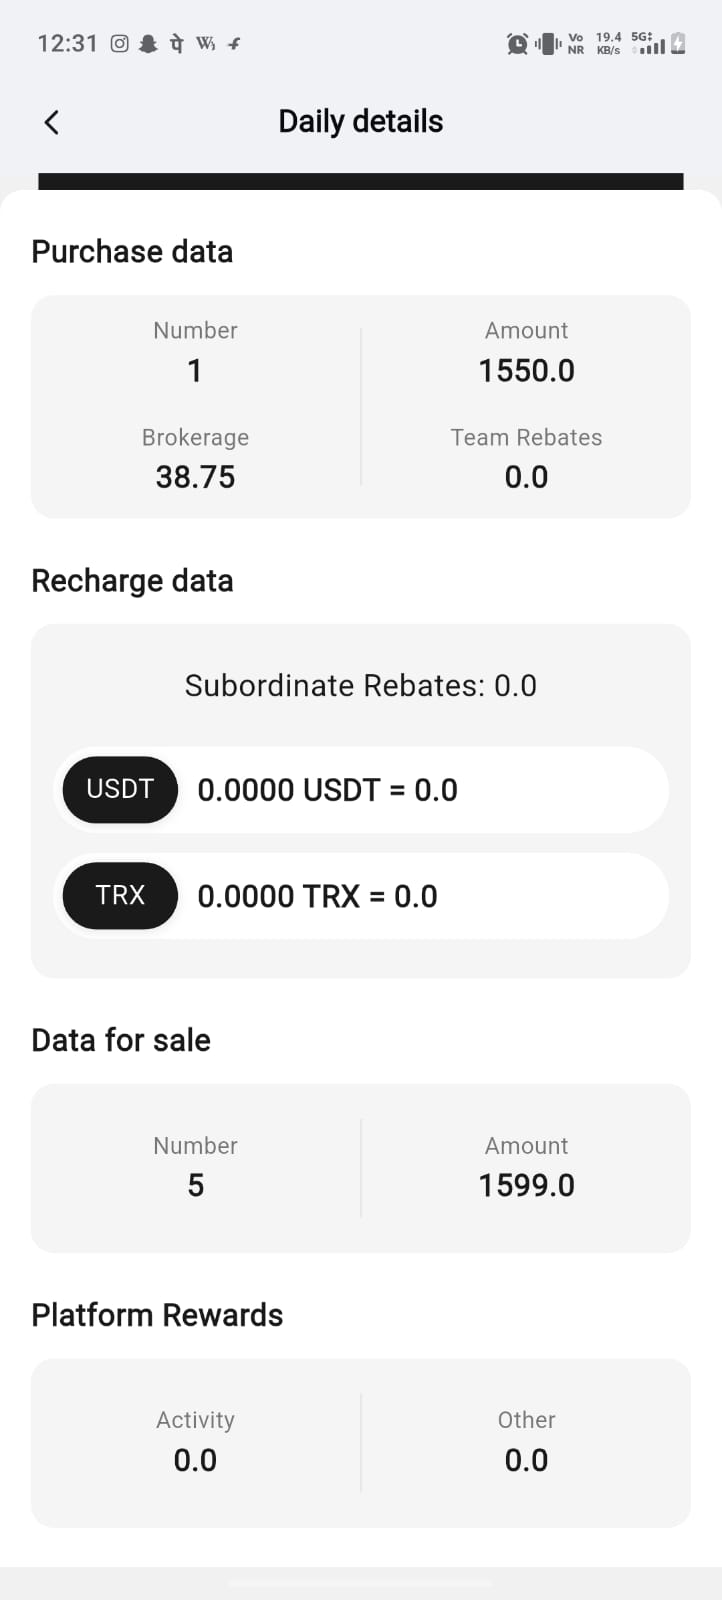 12:31 पे W Vo NR 19.4 KB/s 5G
Daily details
Purchase data
Number Amount
1 1550.0
Brokerage Team Rebates
38.75 0.0
Recharge data
Subordinate Rebates: 0.0
USDT 0.0000 USDT = 0.0
TRX 0.0000 TRX = 0.0
Data for sale
Number Amount
5 1599.0
Platform Rewards
Activity Other
0.0 0.0